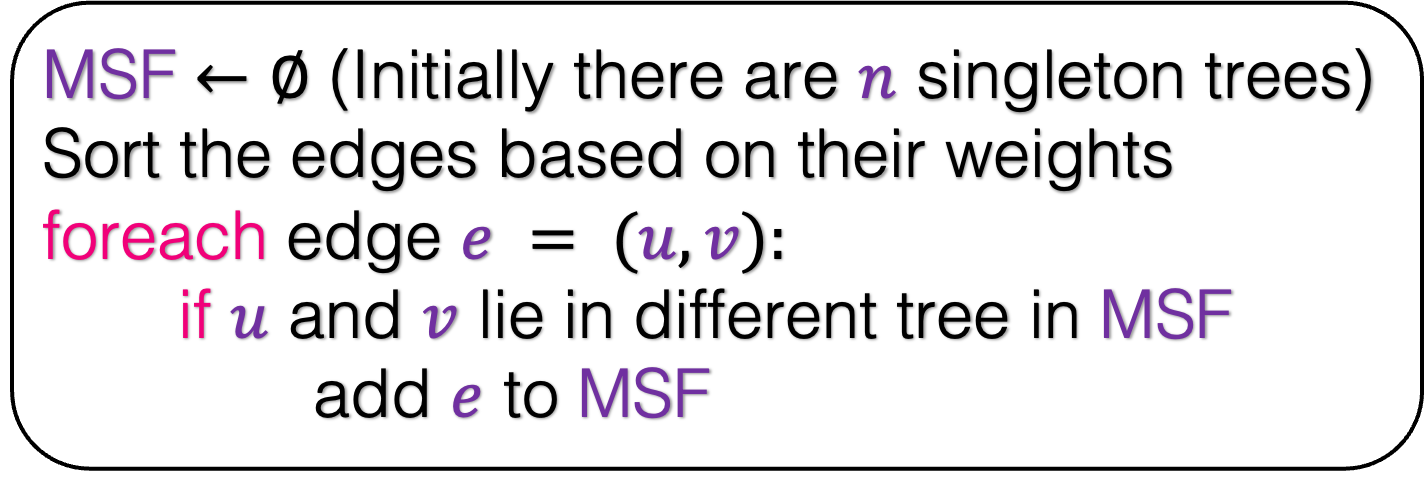 MSF ← ∅ (Initially there are n singleton trees)
Sort the edges based on their weights
foreach edge e = (u, v):
if u and v lie in different tree in MSF
add e to MSF